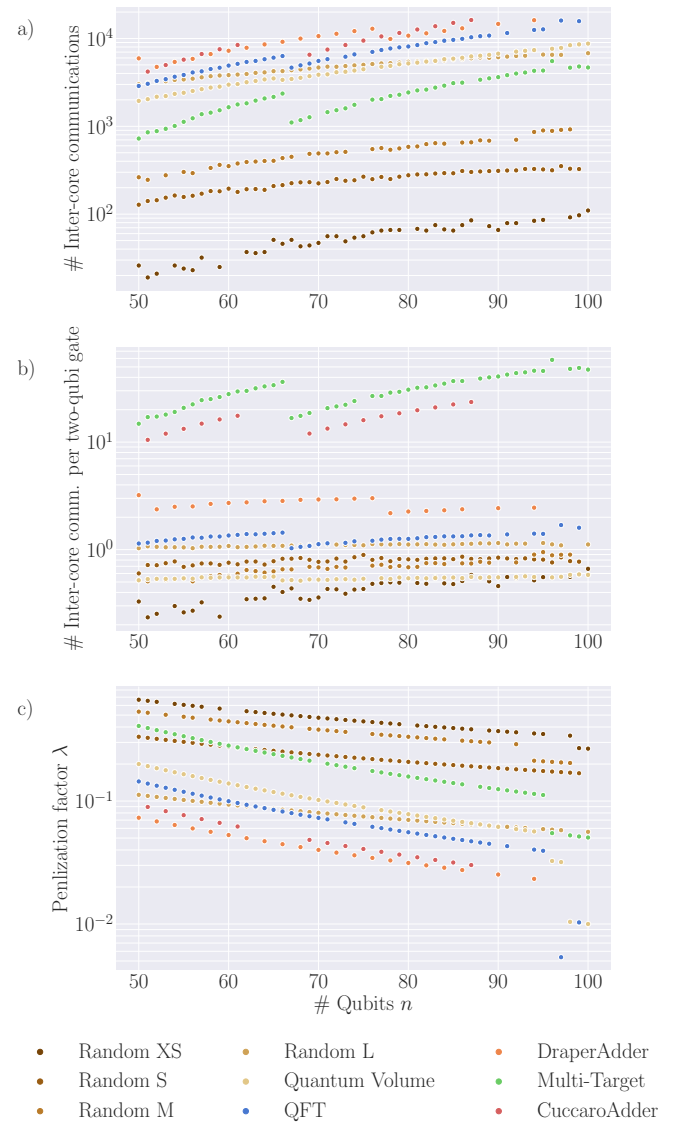 a)
# Inter-core communications
10^4
10^3
10^2
50 60 70 80 90 100
b)
# Inter-core comm. per two-qubi gate
10^1
10^0
50 60 70 80 90 100
c)
Penlization factor λ
10^-1
10^-2
50 60 70 80 90 100
# Qubits n
Random XS Random L DraperAdder
Random S Quantum Volume Multi-Target
Random M QFT CuccaroAdder